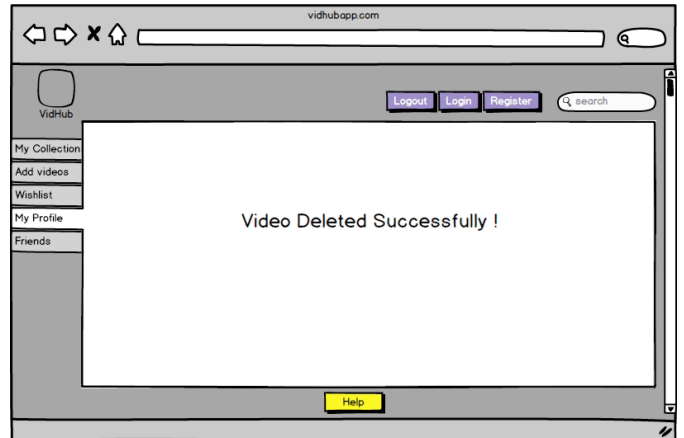 vidhubapp.com
VidHub
Logout Login Register search
My Collection
Add videos
Wishlist
My Profile
Friends
Video Deleted Successfully !
Help